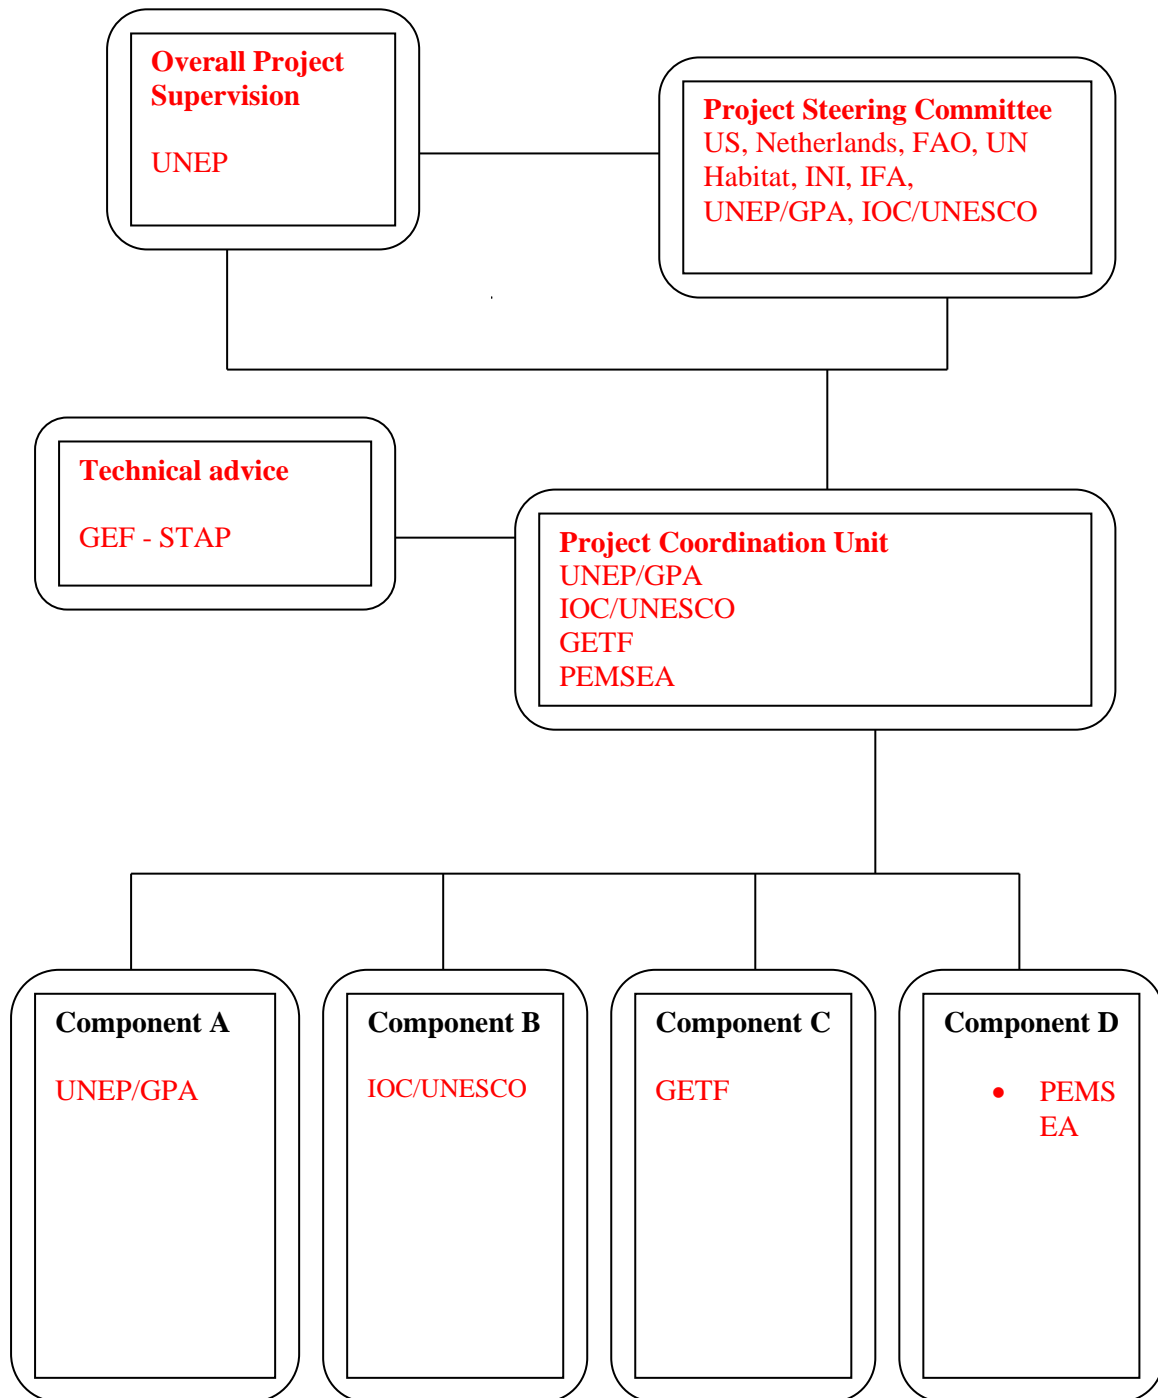 Overall Project
Supervision
UNEP
Project Steering Committee
US, Netherlands, FAO, UN
Habitat, INI, IFA,
UNEP/GPA, IOC/UNESCO
Technical advice
GEF - STAP
Project Coordination Unit
UNEP/GPA
IOC/UNESCO
GETF
PEMSEA
Component A
UNEP/GPA
Component B
IOC/UNESCO
Component C
GETF
Component D
• PEMS
EA